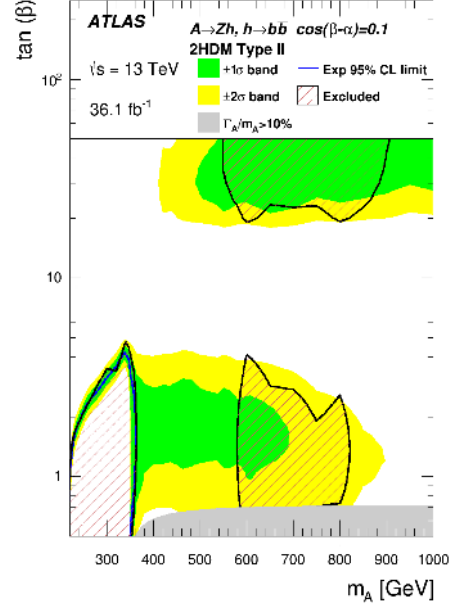 ATLAS
A→Zh, h→bb̅ cos(β-α)=0.1
2HDM Type II
√s = 13 TeV
36.1 fb⁻¹
±1σ band
Exp 95% CL limit
±2σ band
Excluded
Γ_A/m_A>10%
tan (β)
10²
10
1
300 400 500 600 700 800 900 1000
m_A [GeV]